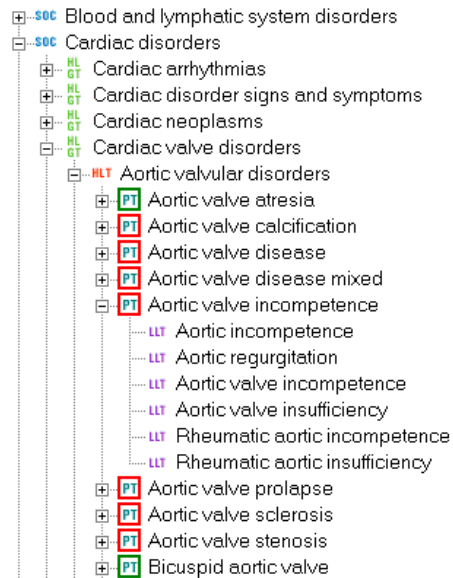 SOC Blood and lymphatic system disorders
SOC Cardiac disorders
HLGT Cardiac arrhythmias
HLGT Cardiac disorder signs and symptoms
HLGT Cardiac neoplasms
HLGT Cardiac valve disorders
HLT Aortic valvular disorders
PT Aortic valve atresia
PT Aortic valve calcification
PT Aortic valve disease
PT Aortic valve disease mixed
PT Aortic valve incompetence
LLT Aortic incompetence
LLT Aortic regurgitation
LLT Aortic valve incompetence
LLT Aortic valve insufficiency
LLT Rheumatic aortic incompetence
LLT Rheumatic aortic insufficiency
PT Aortic valve prolapse
PT Aortic valve sclerosis
PT Aortic valve stenosis
PT Bicuspid aortic valve